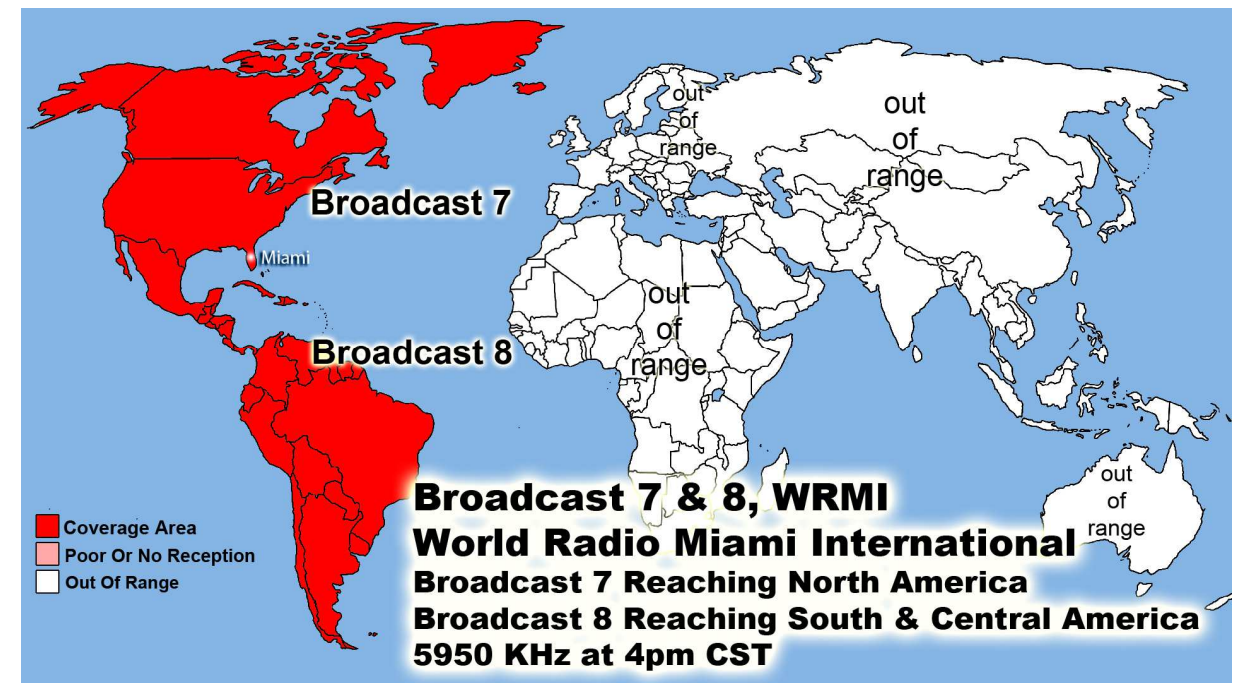 out
of
range
out
of
range
Broadcast 7
Miami
out
of
range
Broadcast 8
out
of
range
Coverage Area
Poor Or No Reception
Out Of Range
Broadcast 7 & 8, WRMI
World Radio Miami International
Broadcast 7 Reaching North America
Broadcast 8 Reaching South & Central America
5950 KHz at 4pm CST